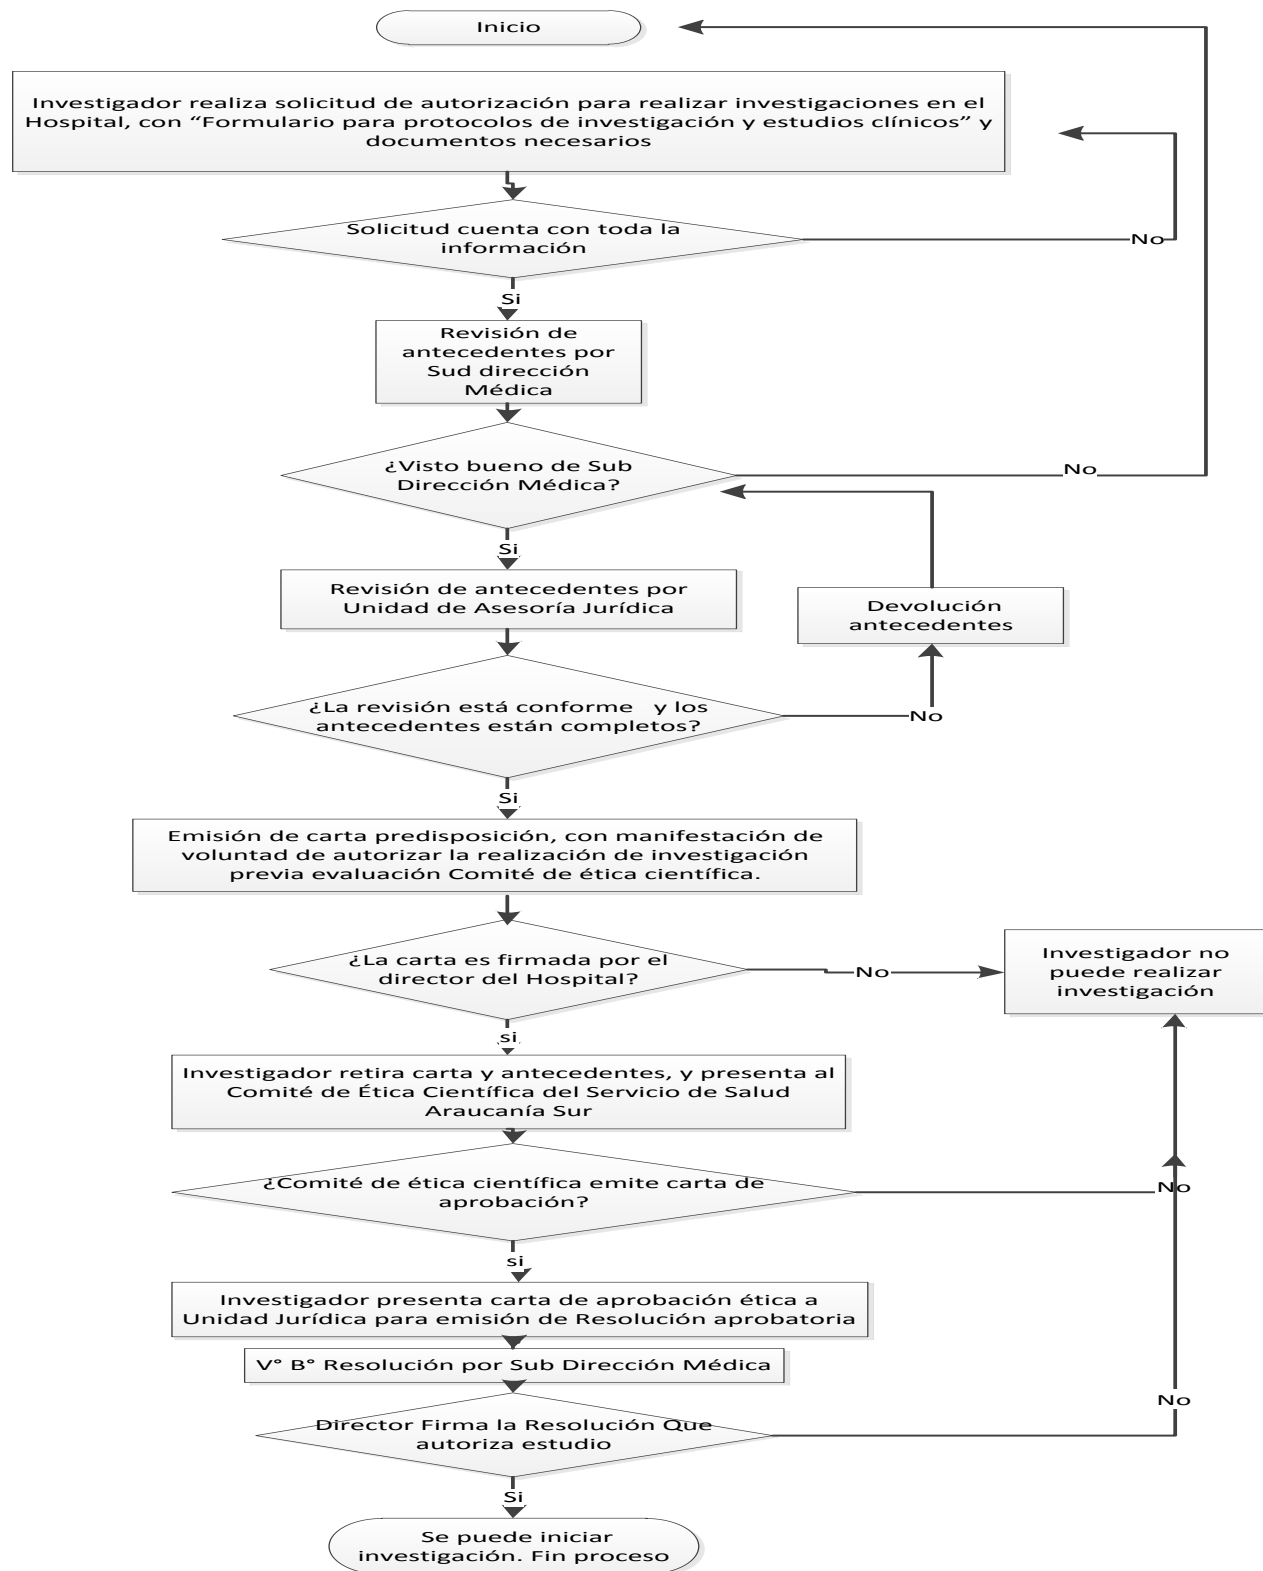 Inicio
Investigador realiza solicitud de autorización para realizar investigaciones en el
Hospital, con “Formulario para protocolos de investigación y estudios clínicos” y
documentos necesarios
Solicitud cuenta con toda la
información
No
Si
Revisión de
antecedentes por
Sud dirección
Médica
¿Visto bueno de Sub
Dirección Médica?
No
Si
Revisión de antecedentes por
Unidad de Asesoría Jurídica
Devolución
antecedentes
¿La revisión está conforme   y los
antecedentes están completos?
No
Si
Emisión de carta predisposición, con manifestación de
voluntad de autorizar la realización de investigación
previa evaluación Comité de ética científica.
¿La carta es firmada por el
director del Hospital?
No
Investigador no
puede realizar
investigación
si
Investigador retira carta y antecedentes, y presenta al
Comité de Ética Científica del Servicio de Salud
Araucanía Sur
¿Comité de ética científica emite carta de
aprobación?
No
si
Investigador presenta carta de aprobación ética a
Unidad Jurídica para emisión de Resolución aprobatoria
V° B° Resolución por Sub Dirección Médica
Director Firma la Resolución Que
autoriza estudio
No
Si
Se puede iniciar
investigación. Fin proceso